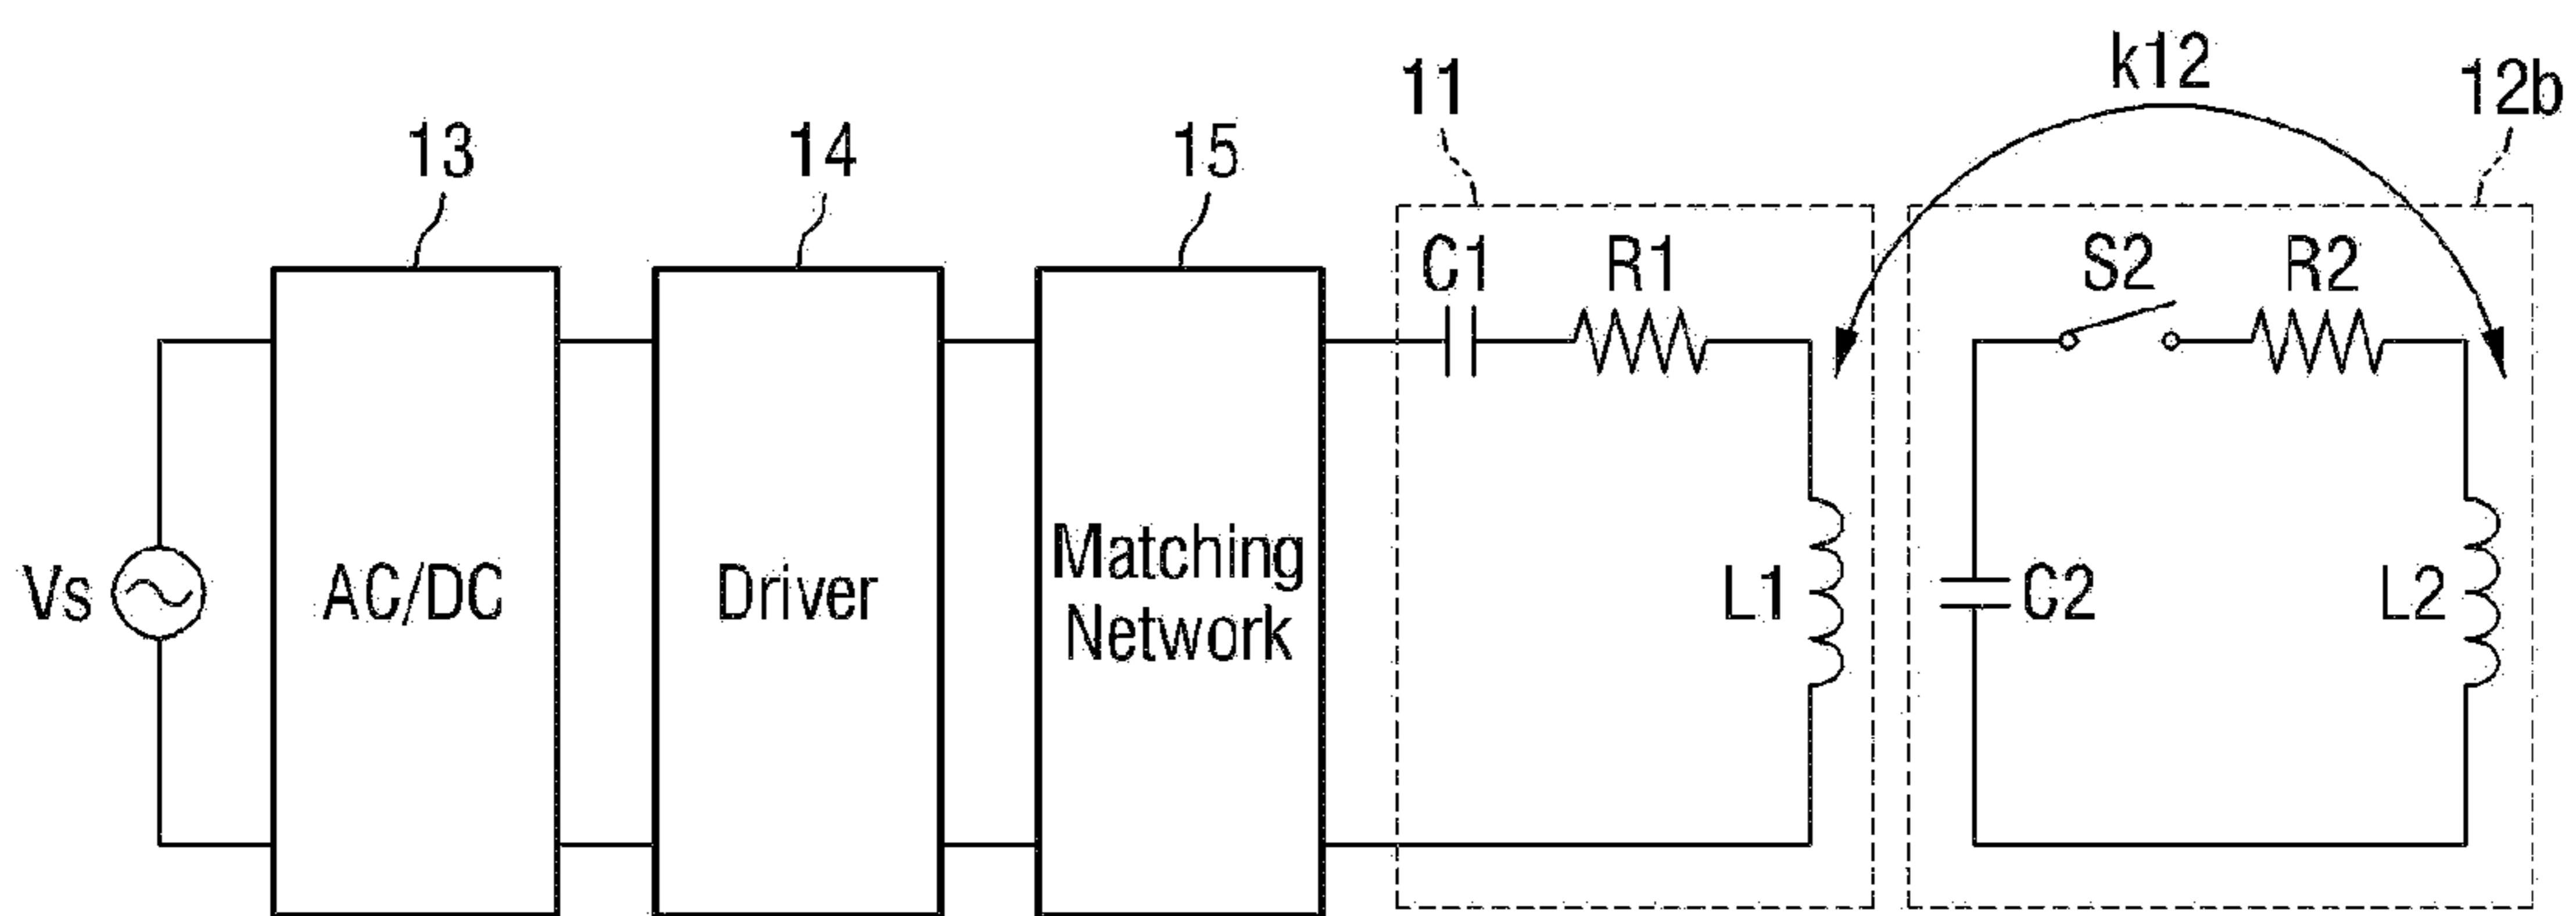 k12
11
12b
13
14
15
C1
R1
S2
R2
Vs
AC/DC
Driver
Matching
Network
L1
C2
L2